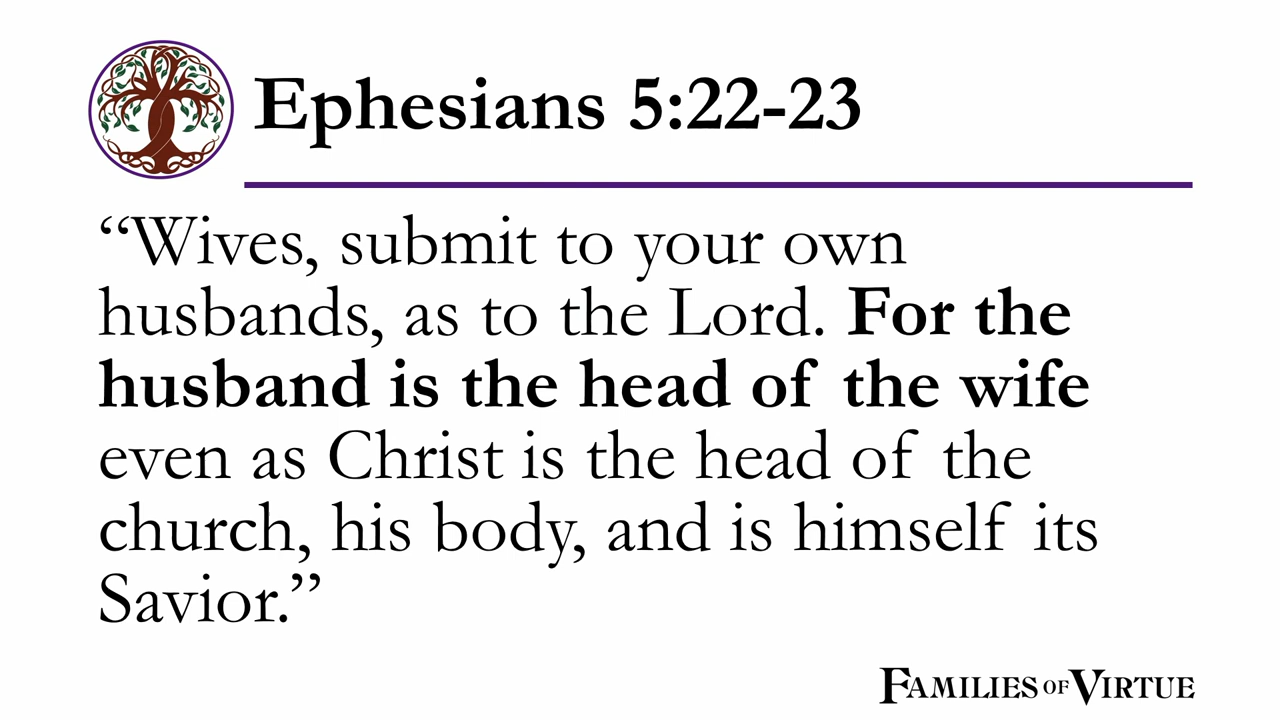 Ephesians 5:22-23
“Wives, submit to your own
husbands, as to the Lord. For the
husband is the head of the wife
even as Christ is the head of the
church, his body, and is himself its
Savior.”
FAMILIES OF VIRTUE